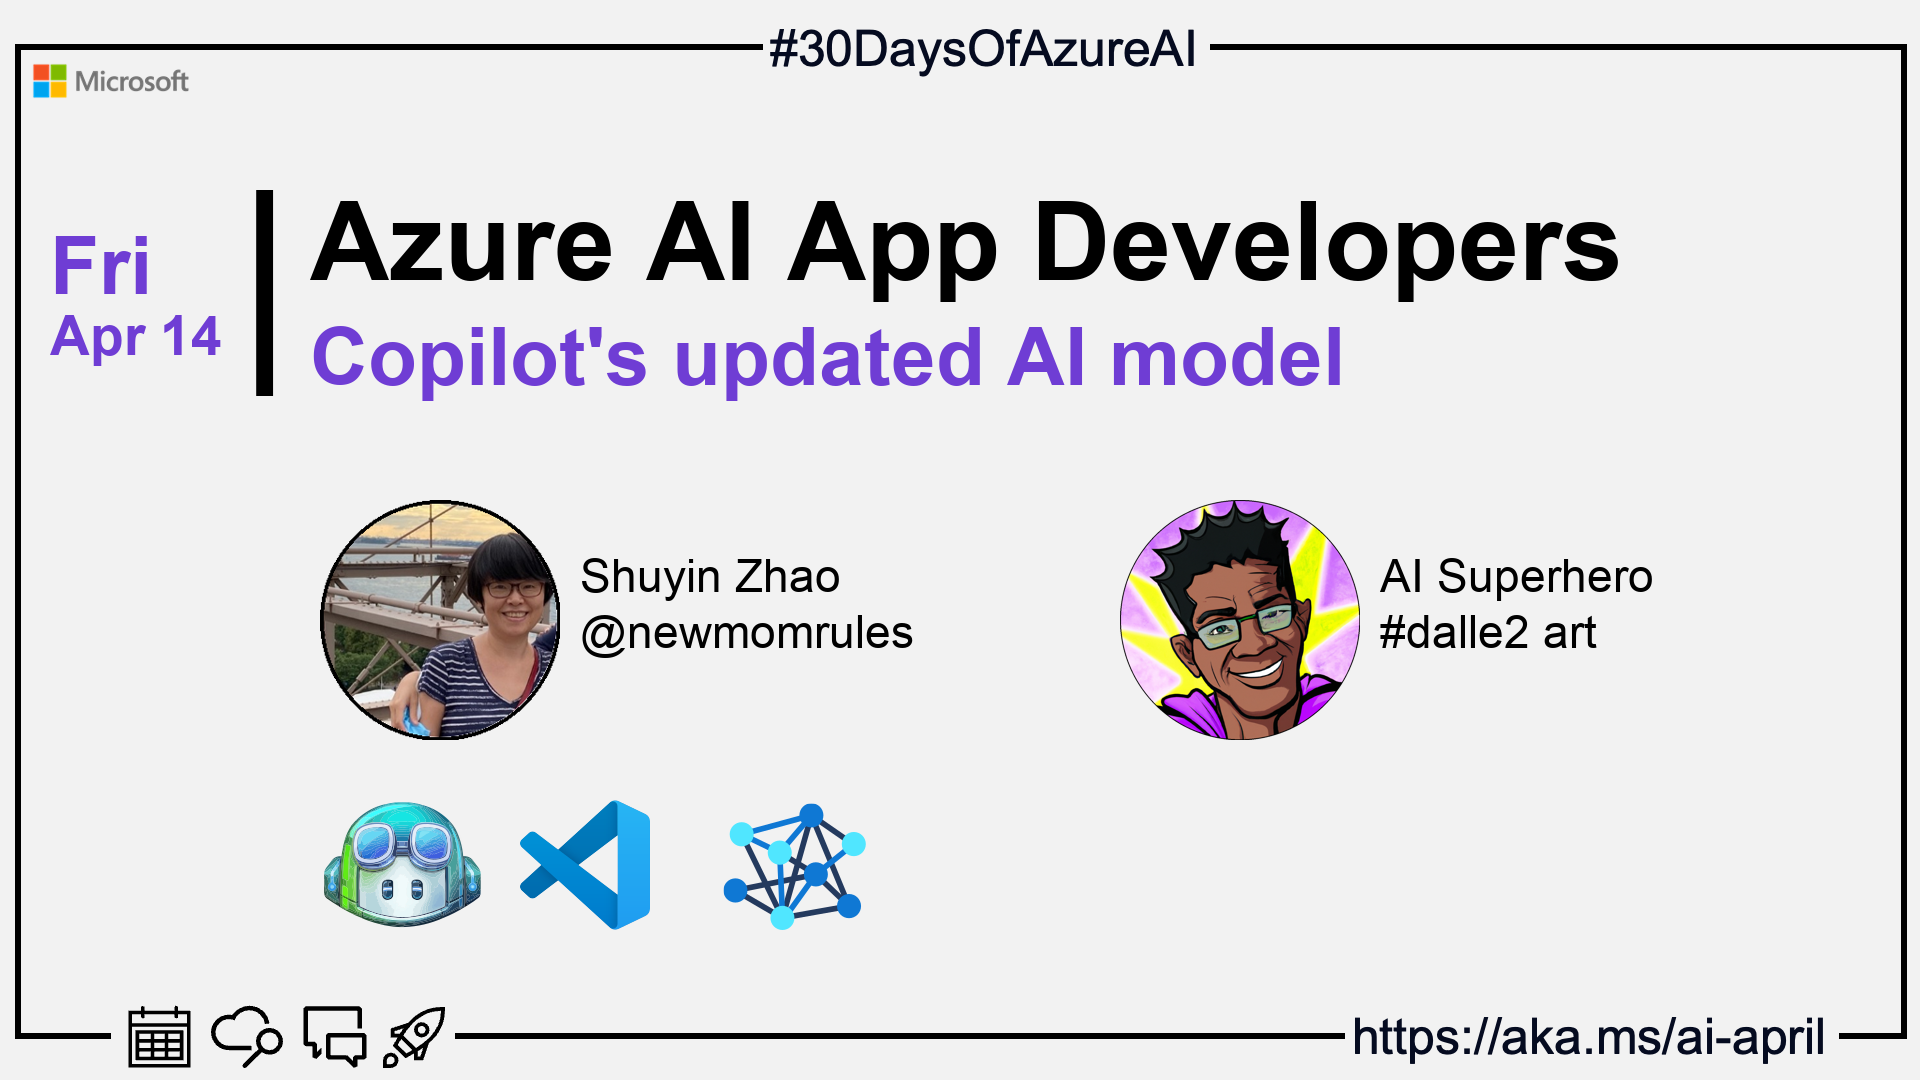 #30DaysOfAzureAI
Microsoft
Fri
Apr 14
Azure AI App Developers
Copilot's updated AI model
Shuyin Zhao
@newmomrules
AI Superhero
#dalle2 art
https://aka.ms/ai-april